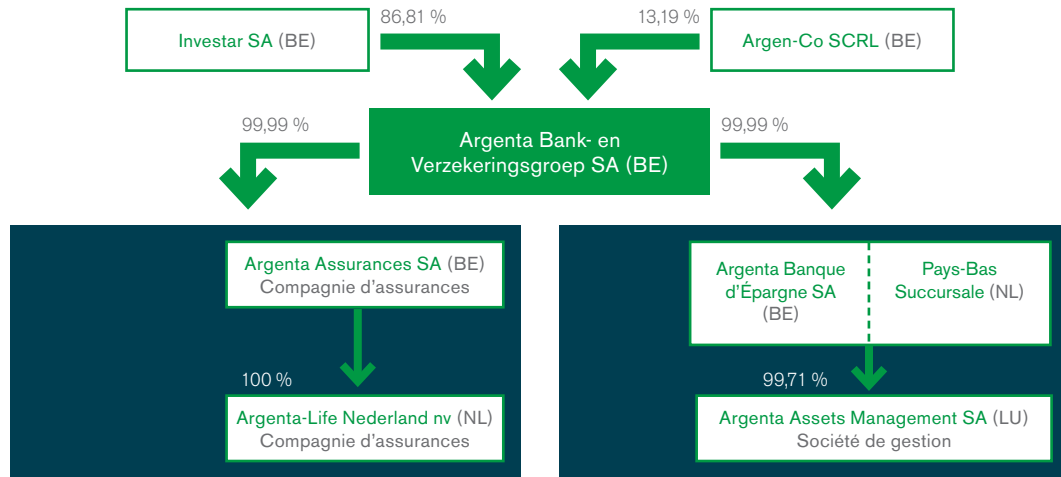 86,81 %
13,19 %
Investar SA (BE)
Argen-Co SCRL (BE)
99,99 %
99,99 %
Argenta Bank- en
Verzekeringsgroep SA (BE)
Argenta Assurances SA (BE)
Compagnie d'assurances
100 %
Argenta-Life Nederland nv (NL)
Compagnie d'assurances
Argenta Banque
d'Épargne SA
(BE)
Pays-Bas
Succursale (NL)
99,71 %
Argenta Assets Management SA (LU)
Société de gestion